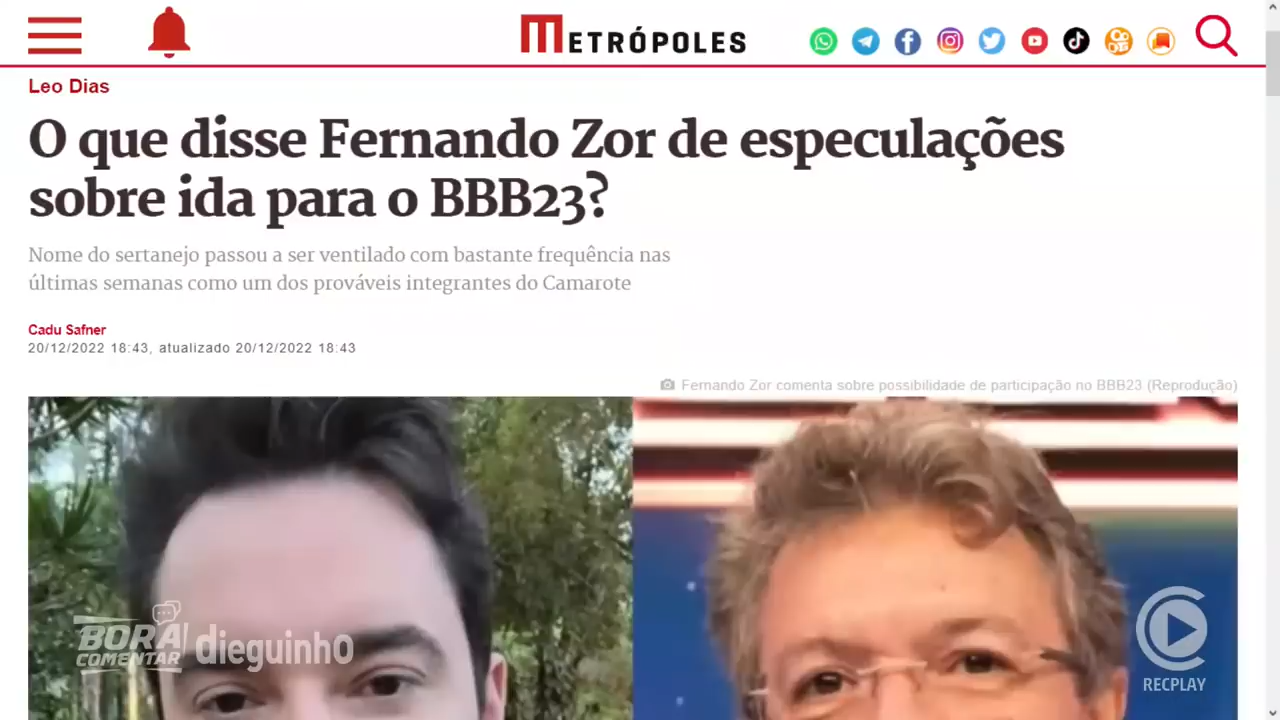 METRÓPOLES
Leo Dias
O que disse Fernando Zor de especulações
sobre ida para o BBB23?
Nome do sertanejo passou a ser ventilado com bastante frequência nas
últimas semanas como um dos prováveis integrantes do Camarote
Cadu Safner
20/12/2022 18:43, atualizado 20/12/2022 18:43
Fernando Zor comenta sobre possibilidade de participação no BBB23 (Reprodução)
BORA
COMENTAR
dieguinh0
RECPLAY